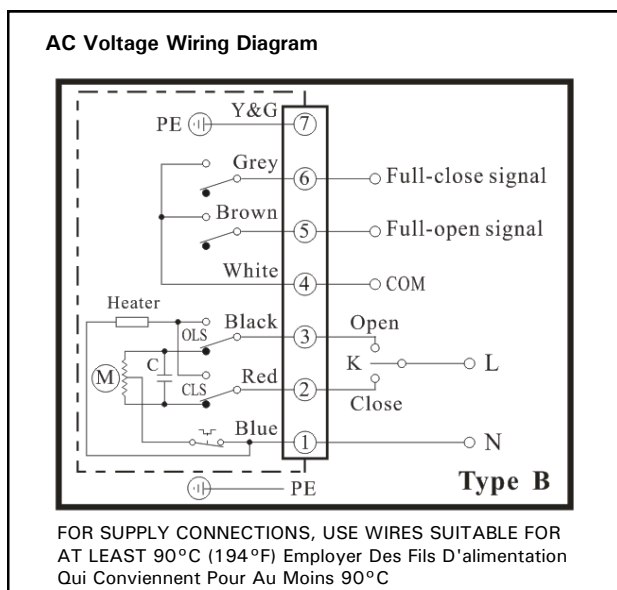 AC Voltage Wiring Diagram
Y&G
PE
7
Grey
6
Full-close signal
Brown
5
Full-open signal
White
4
COM
Heater
OLS
Black
3
Open
M
C
K
L
CLS
Red
2
Close
Blue
1
N
PE
Type B
FOR SUPPLY CONNECTIONS, USE WIRES SUITABLE FOR
AT LEAST 90°C (194°F) Employer Des Fils D'alimentation
Qui Conviennent Pour Au Moins 90°C